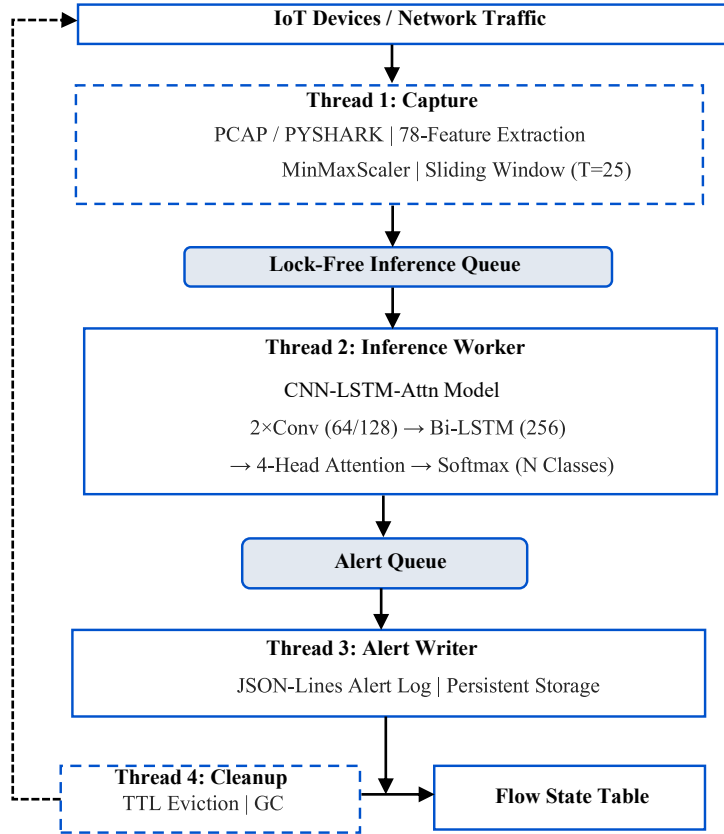 IoT Devices / Network Traffic
Thread 1: Capture
PCAP / PYSHARK | 78-Feature Extraction
MinMaxScaler | Sliding Window (T=25)
Lock-Free Inference Queue
Thread 2: Inference Worker
CNN-LSTM-Attn Model
2×Conv (64/128) → Bi-LSTM (256)
→ 4-Head Attention → Softmax (N Classes)
Alert Queue
Thread 3: Alert Writer
JSON-Lines Alert Log | Persistent Storage
Thread 4: Cleanup
TTL Eviction | GC
Flow State Table